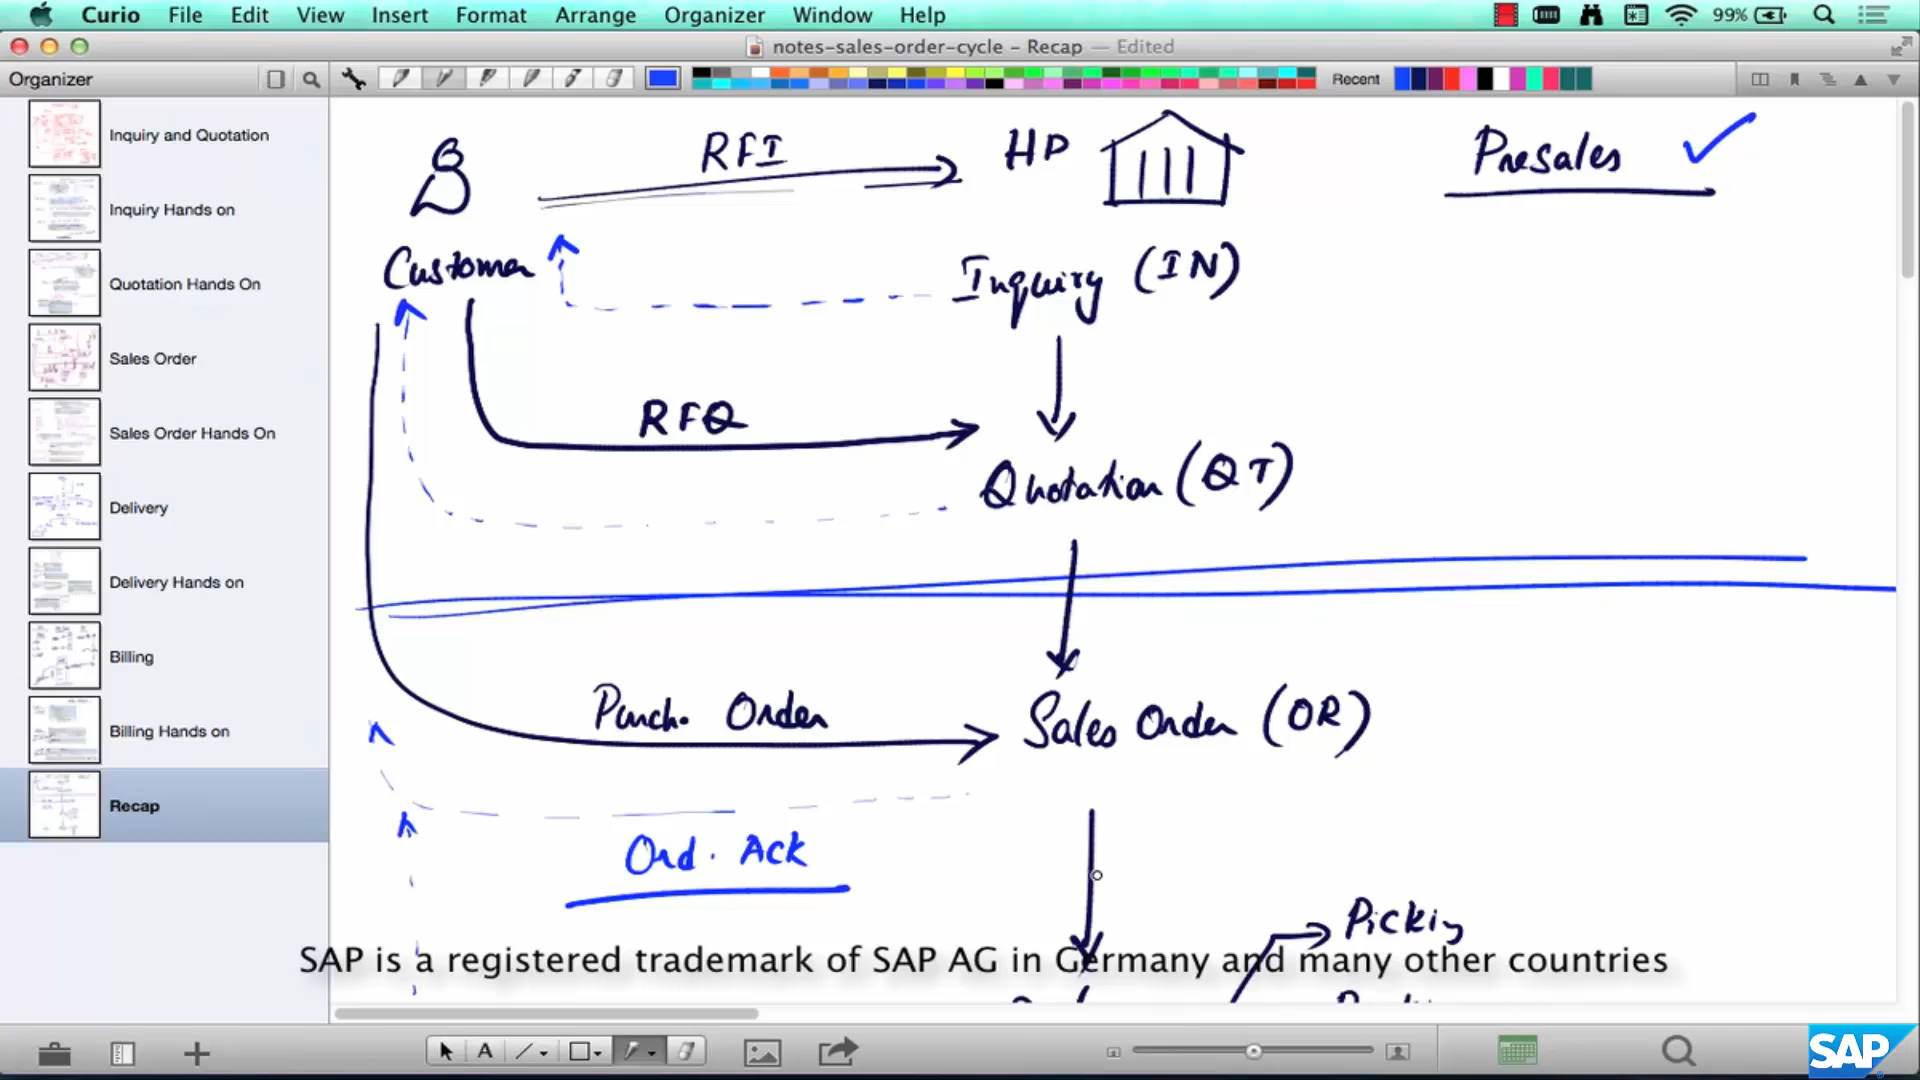 Curio File Edit View Insert Format Arrange Organizer Window Help 99%
notes-sales-order-cycle – Recap — Edited
Organizer
Recent
Inquiry and Quotation
Inquiry Hands on
Quotation Hands On
Sales Order
Sales Order Hands On
Delivery
Delivery Hands on
Billing
Billing Hands on
Recap
RFI
HP
Presales
Customer
Inquiry (IN)
RFQ
Quotation (QT)
Purch. Order
Sales Order (OR)
Ord. Ack
Pickin
SAP is a registered trademark of SAP AG in Germany and many other countries
A
SAP